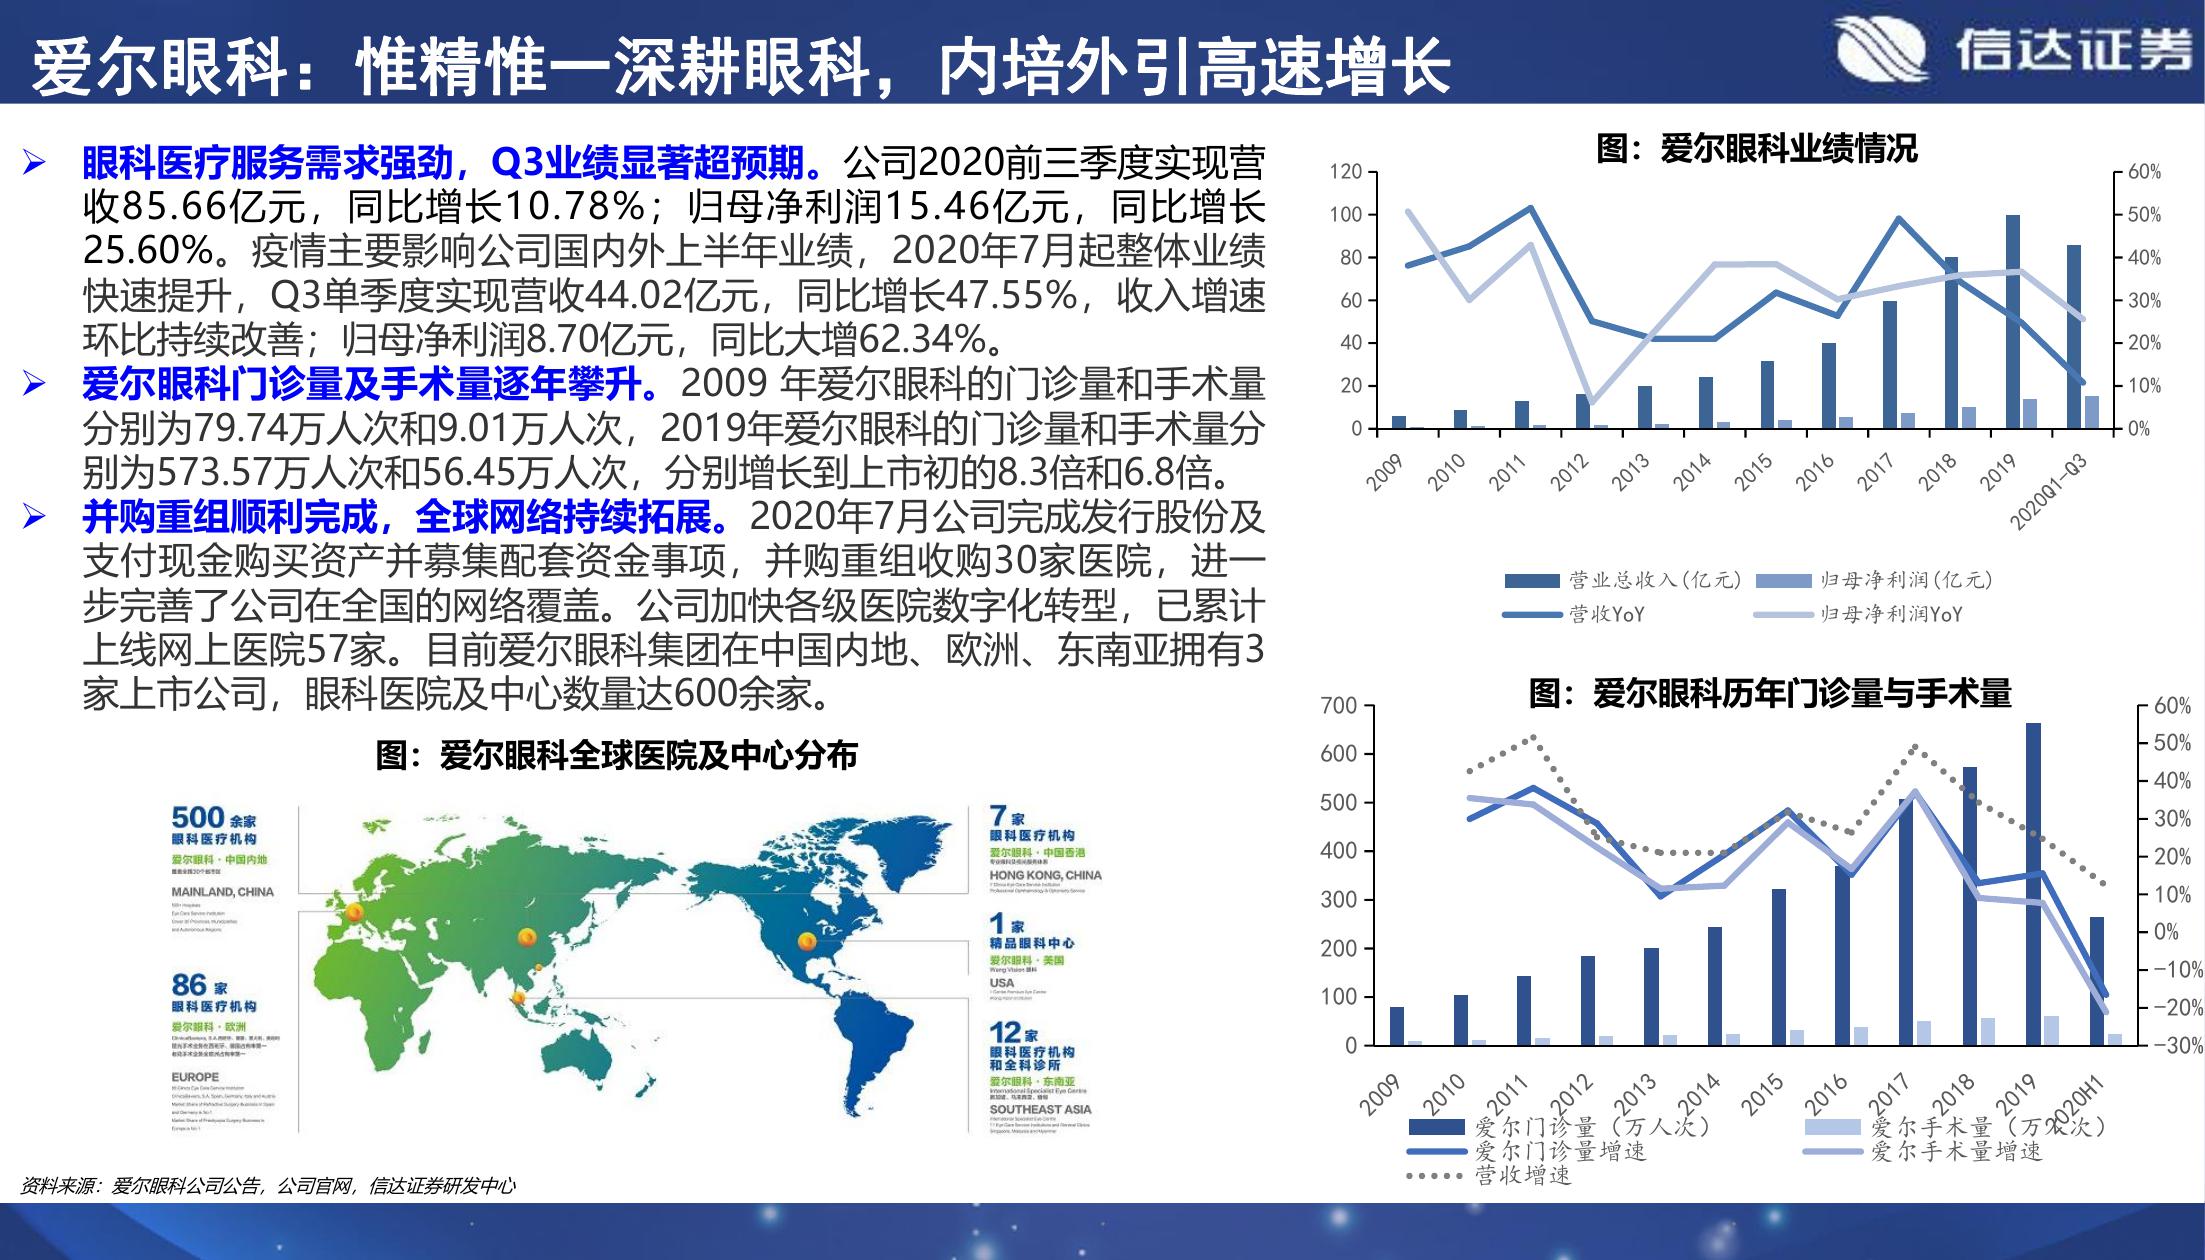 爱尔眼科：惟精惟一深耕眼科，内培外引高速增长
信达证券
眼科医疗服务需求强劲，Q3业绩显著超预期。公司2020前三季度实现营
收85.66亿元，同比增长10.78%；归母净利润15.46亿元，同比增长
25.60%。疫情主要影响公司国内外上半年业绩，2020年7月起整体业绩
快速提升，Q3单季度实现营收44.02亿元，同比增长47.55%，收入增速
环比持续改善；归母净利润8.70亿元，同比大增62.34%。
爱尔眼科门诊量及手术量逐年攀升。2009 年爱尔眼科的门诊量和手术量
分别为79.74万人次和9.01万人次，2019年爱尔眼科的门诊量和手术量分
别为573.57万人次和56.45万人次，分别增长到上市初的8.3倍和6.8倍。
并购重组顺利完成，全球网络持续拓展。2020年7月公司完成发行股份及
支付现金购买资产并募集配套资金事项，并购重组收购30家医院，进一
步完善了公司在全国的网络覆盖。公司加快各级医院数字化转型，已累计
上线网上医院57家。目前爱尔眼科集团在中国内地、欧洲、东南亚拥有3
家上市公司，眼科医院及中心数量达600余家。
图：爱尔眼科全球医院及中心分布
500 余家
眼科医疗机构
爱尔眼科·中国内地
MAINLAND, CHINA
86 家
眼科医疗机构
爱尔眼科·欧洲
EUROPE
7 家
眼科医疗机构
爱尔眼科·中国香港
HONG KONG, CHINA
1 家
精品眼科中心
爱尔眼科·美国
Wang Vision 眼科
USA
12 家
眼科医疗机构
和全科诊所
爱尔眼科·东南亚
International Specialist Eye Centre
SOUTHEAST ASIA
图：爱尔眼科业绩情况
120
100
80
60
40
20
0
60%
50%
40%
30%
20%
10%
0%
2009
2010
2011
2012
2013
2014
2015
2016
2017
2018
2019
2020Q1-Q3
营业总收入(亿元)
归母净利润(亿元)
营收YoY
归母净利润YoY
图：爱尔眼科历年门诊量与手术量
700
600
500
400
300
200
100
0
60%
50%
40%
30%
20%
10%
0%
-10%
-20%
-30%
2009
2010
2011
2012
2013
2014
2015
2016
2017
2018
2019
2020H1
爱尔门诊量（万人次）
爱尔手术量（万人次）
爱尔门诊量增速
爱尔手术量增速
营收增速
资料来源：爱尔眼科公司公告，公司官网，信达证券研发中心